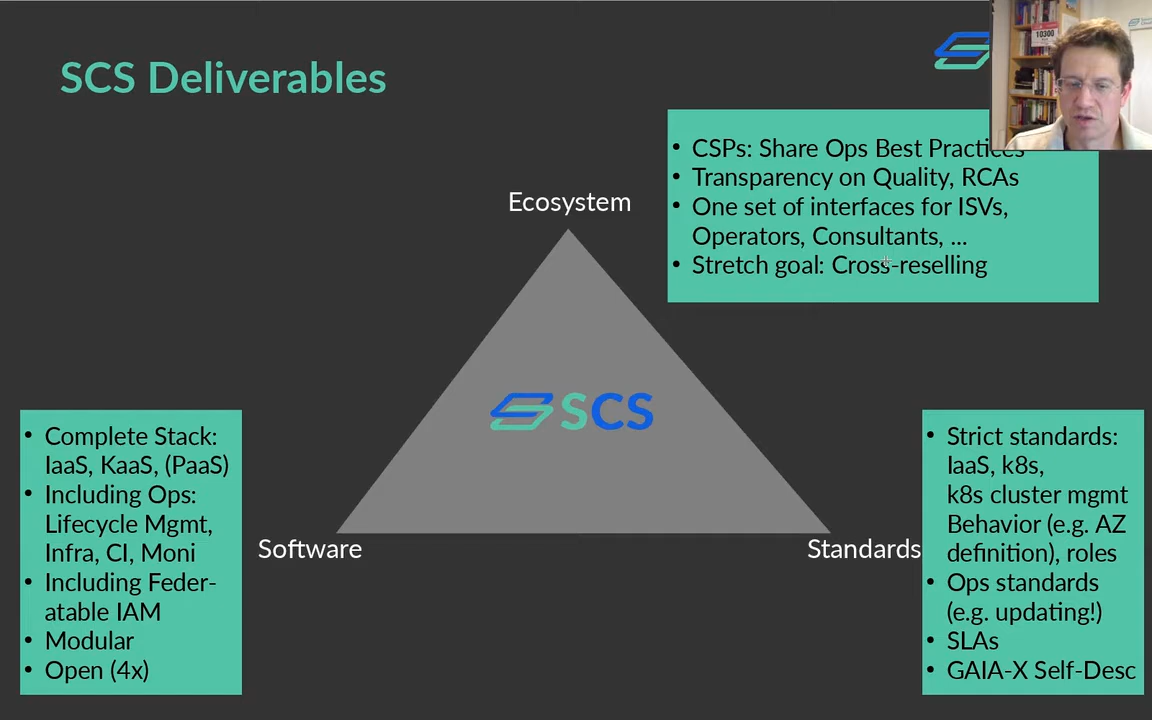 SCS Deliverables
10300
• CSPs: Share Ops Best Practices
• Transparency on Quality, RCAs
• One set of interfaces for ISVs,
Operators, Consultants, ...
• Stretch goal: Cross-reselling
Ecosystem
SCS
• Complete Stack:
IaaS, KaaS, (PaaS)
• Including Ops:
Lifecycle Mgmt,
Infra, CI, Moni
• Including Feder-
atable IAM
• Modular
• Open (4x)
Software
Standards
• Strict standards:
IaaS, k8s,
k8s cluster mgmt
Behavior (e.g. AZ
definition), roles
• Ops standards
(e.g. updating!)
• SLAs
• GAIA-X Self-Desc